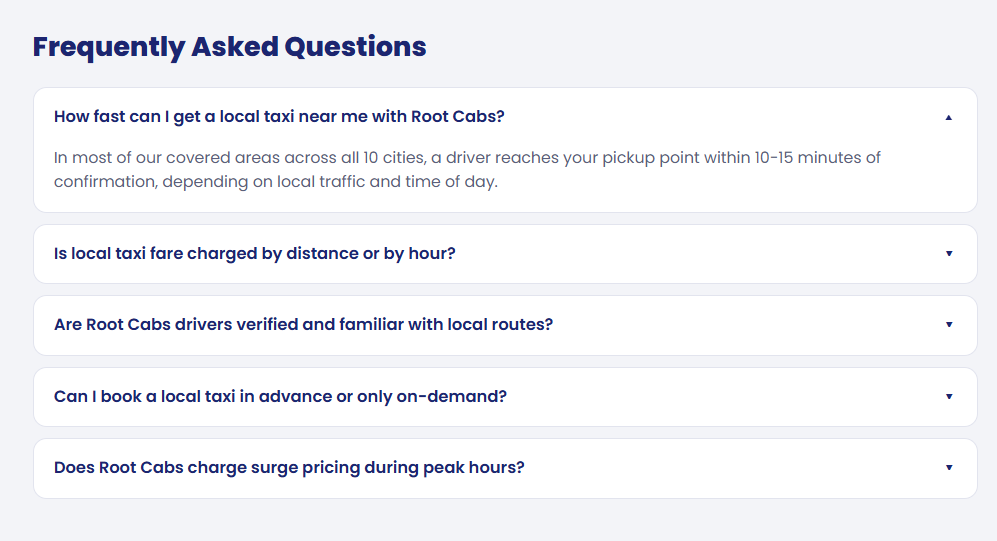 Frequently Asked Questions
How fast can I get a local taxi near me with Root Cabs?
In most of our covered areas across all 10 cities, a driver reaches your pickup point within 10-15 minutes of
confirmation, depending on local traffic and time of day.
Is local taxi fare charged by distance or by hour?
Are Root Cabs drivers verified and familiar with local routes?
Can I book a local taxi in advance or only on-demand?
Does Root Cabs charge surge pricing during peak hours?